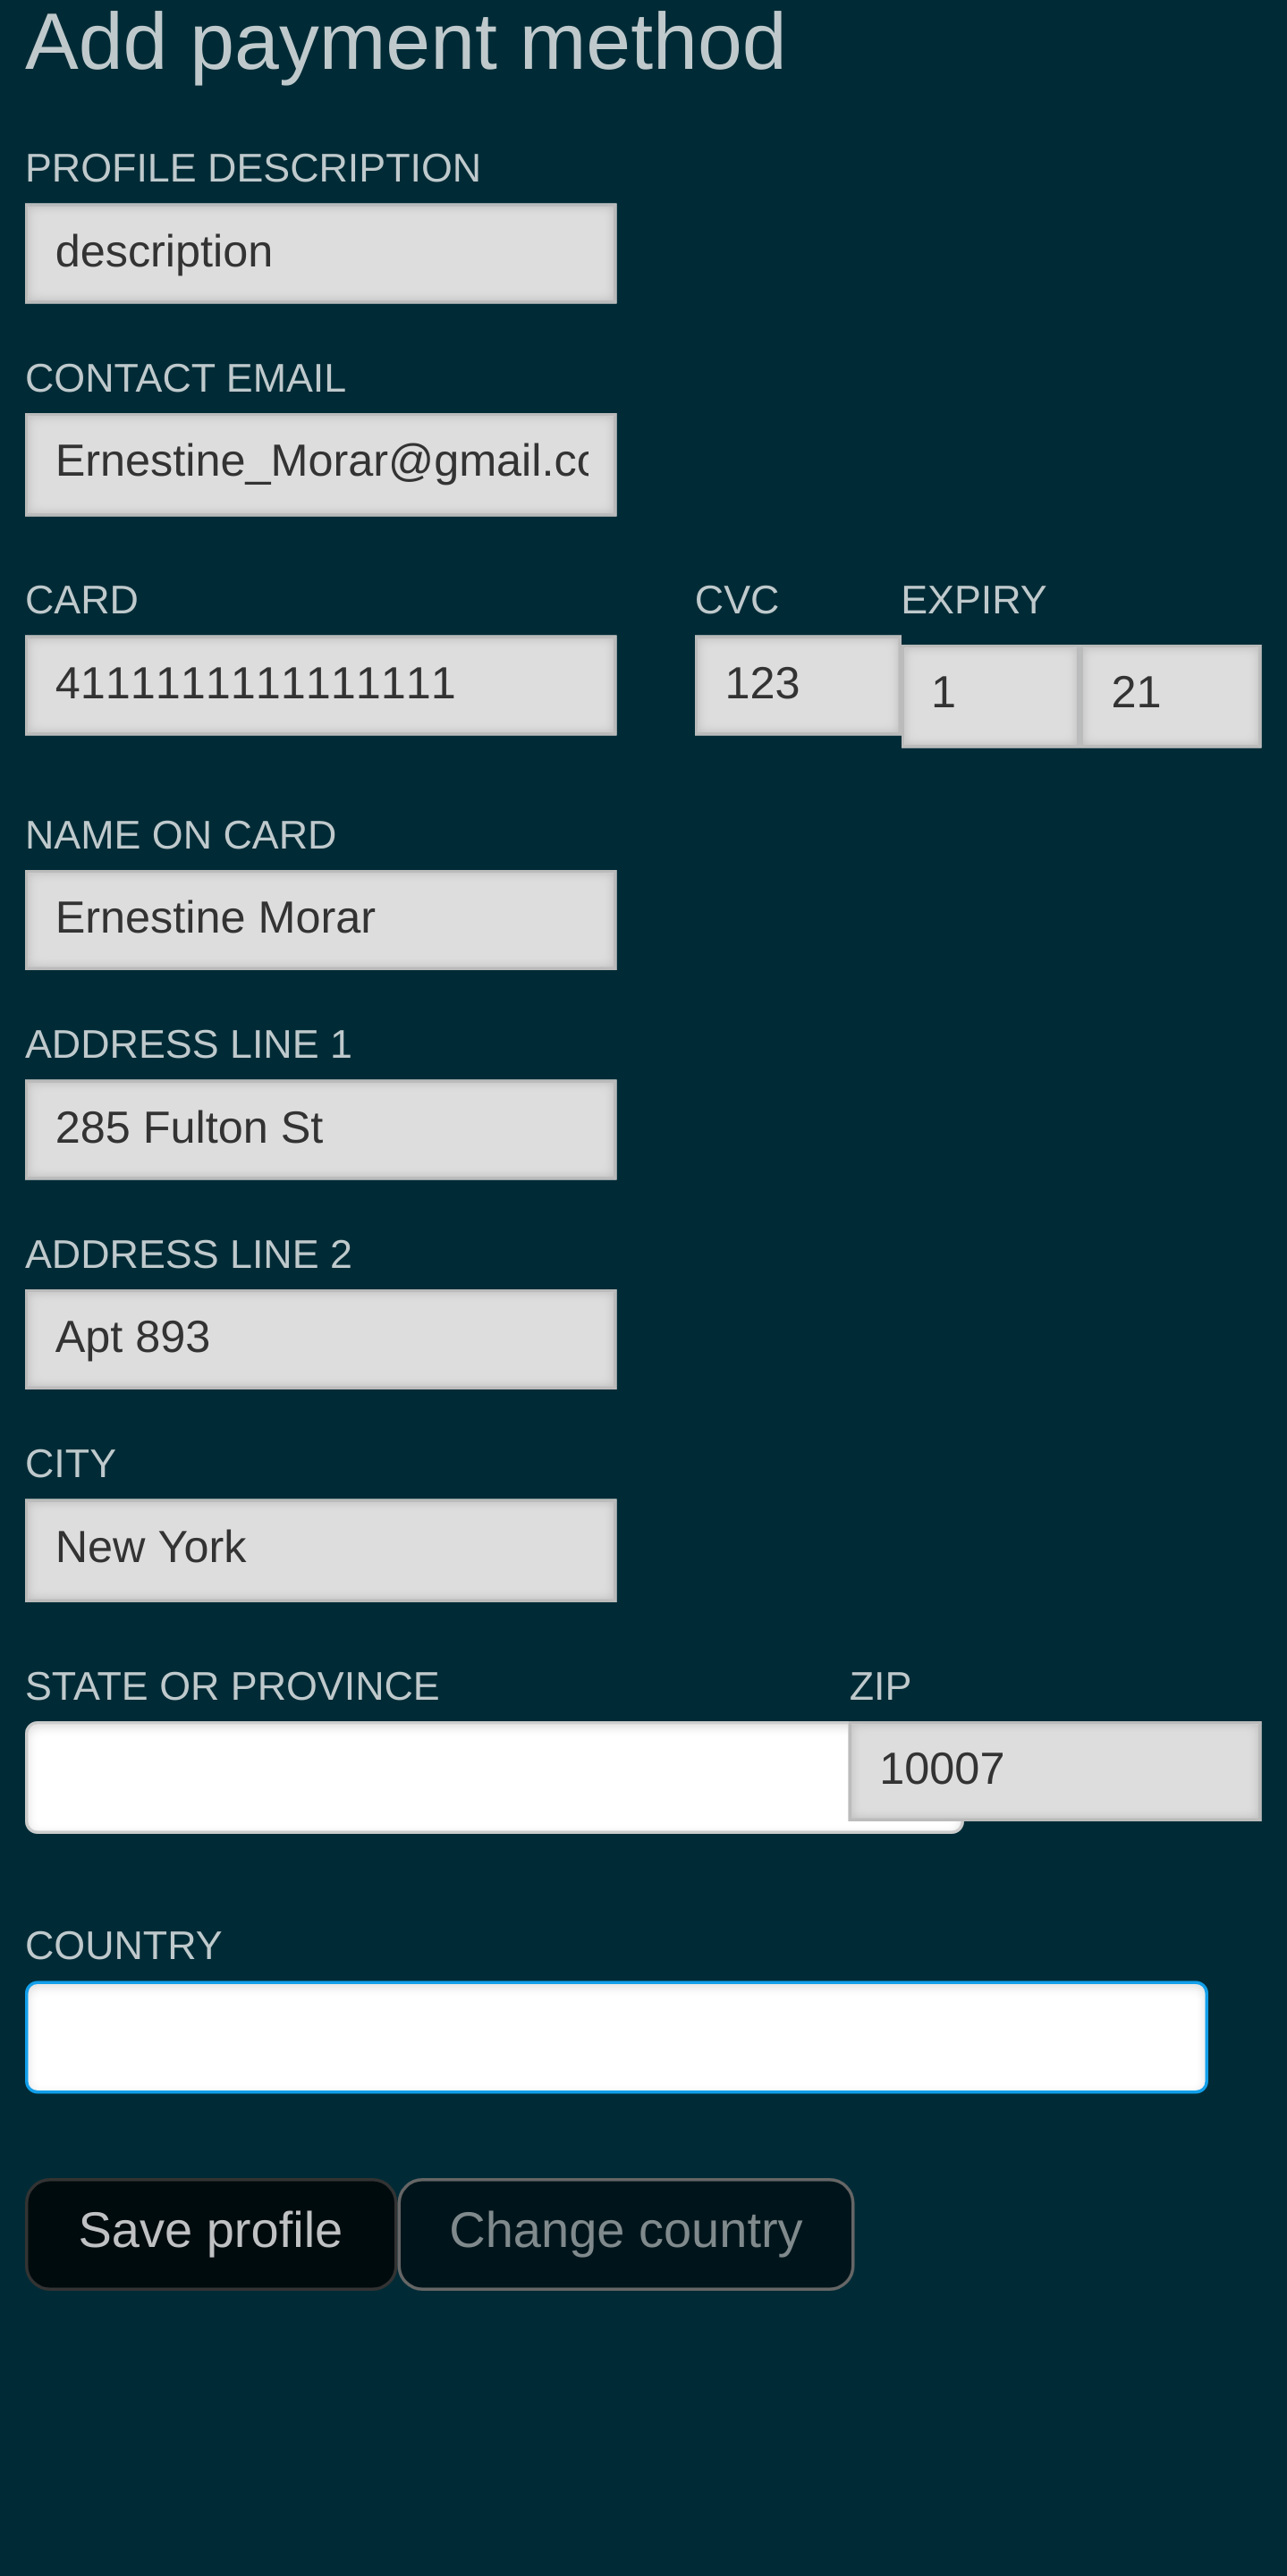 Add payment method
PROFILE DESCRIPTION
description
CONTACT EMAIL
Ernestine_Morar@gmail.cc
CARD CVC EXPIRY
4111111111111111 123 1 21
NAME ON CARD
Ernestine Morar
ADDRESS LINE 1
285 Fulton St
ADDRESS LINE 2
Apt 893
CITY
New York
STATE OR PROVINCE ZIP
10007
COUNTRY
Save profile Change country